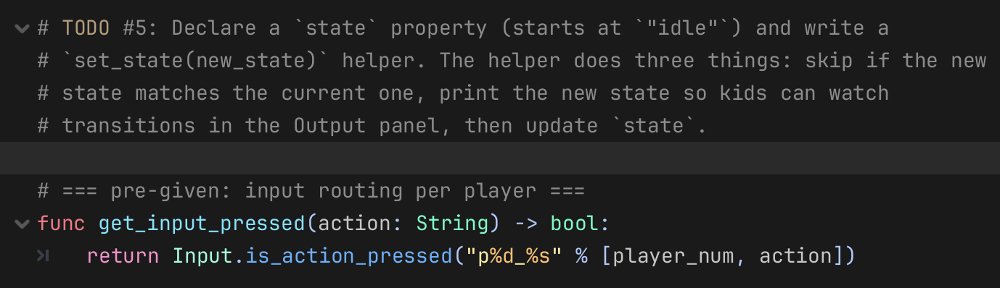 # TODO #5: Declare a `state` property (starts at `"idle"`) and write a
# `set_state(new_state)` helper. The helper does three things: skip if the new
# state matches the current one, print the new state so kids can watch
# transitions in the Output panel, then update `state`.
# === pre-given: input routing per player ===
func get_input_pressed(action: String) -> bool:
return Input.is_action_pressed("p%d_%s" % [player_num, action])